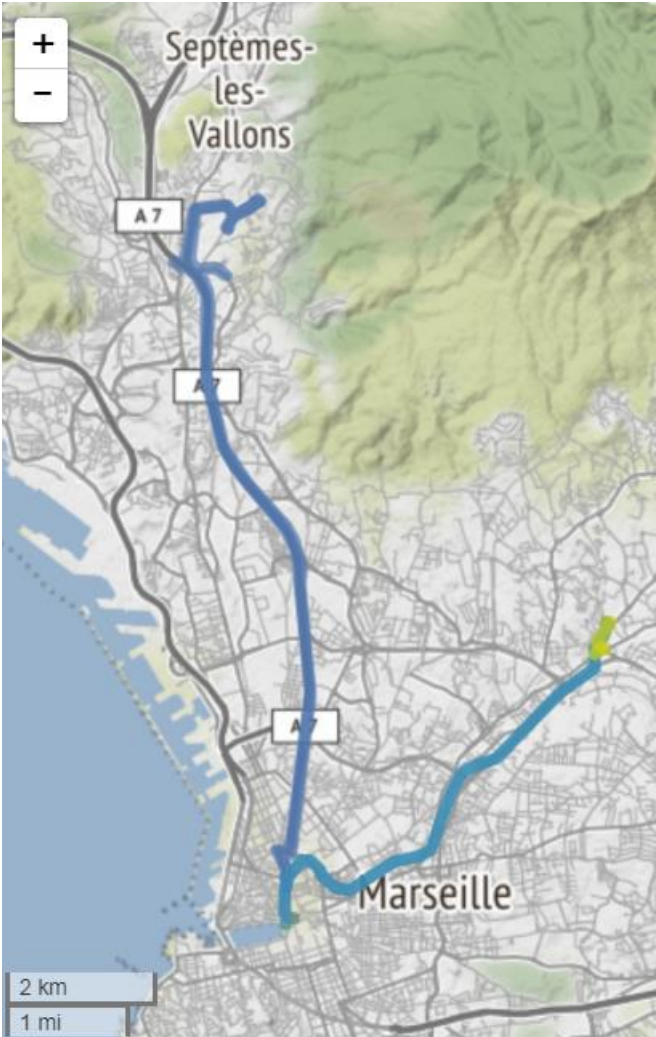 +
−
Septèmes-
les-
Vallons
A 7
A 7
A 7
Marseille
2 km
1 mi